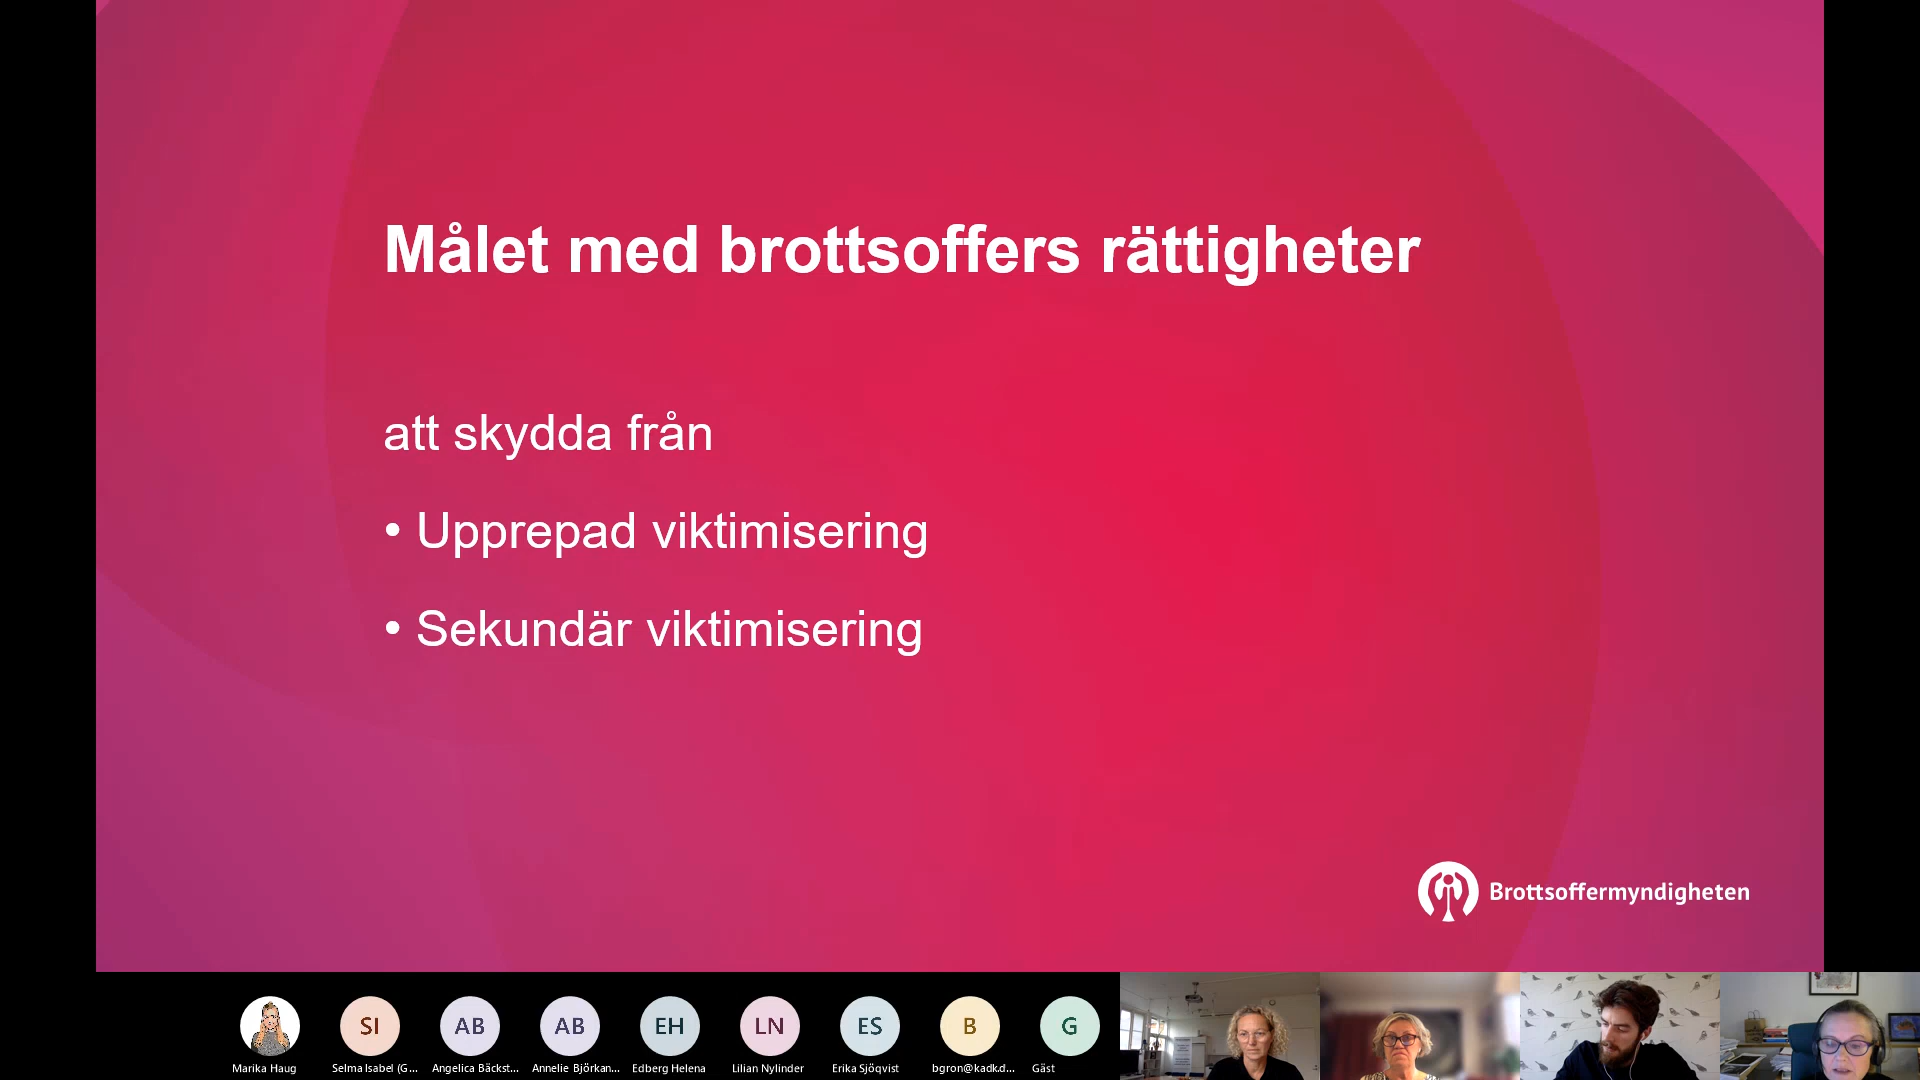 Målet med brottsoffers rättigheter
att skydda från
• Upprepad viktimisering
• Sekundär viktimisering
Brottsoffermyndigheten
SI
AB
AB
EH
LN
ES
B
G
Marika Haug
Selma Isabel (G...
Angelica Bäckst...
Annelie Björkan...
Edberg Helena
Lilian Nylinder
Erika Sjöqvist
bgron@kadk.d...
Gäst